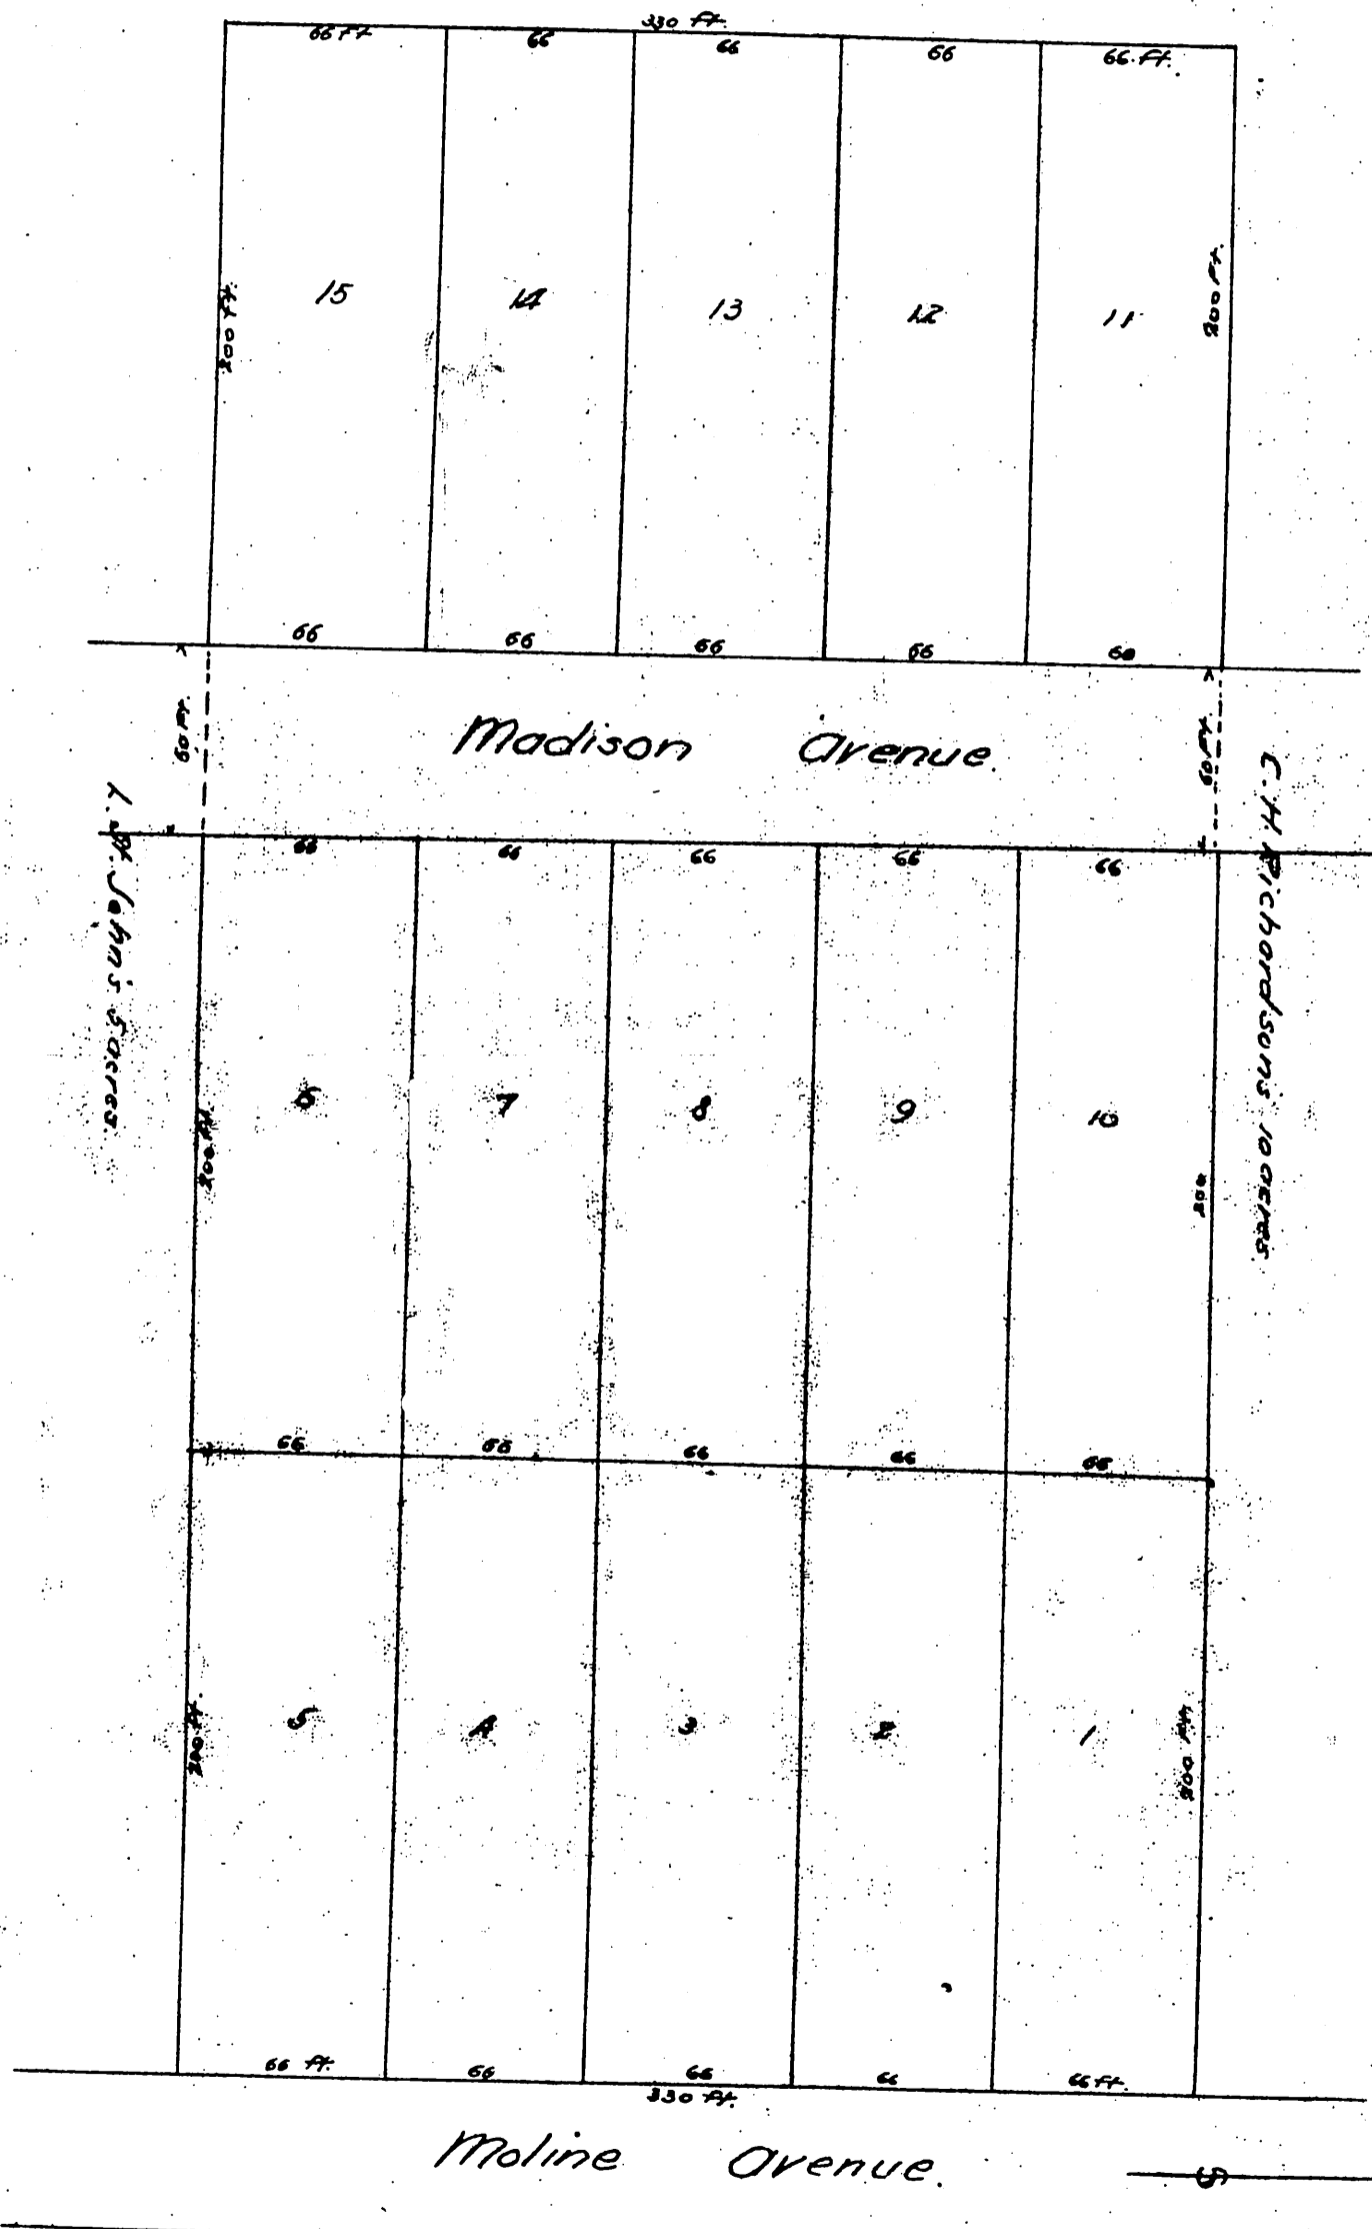 330 ft.
66 ft 66 66 66 66 ft.
200 ft. 15 14 13 12 11 200 ft.
66 66 66 66 60
60 ft. Madison Avenue. 60 ft.
L. St. John's 5 acres.
C. H. Richardsons 10 acres.
66 66 66 66 66
200 ft. 6 7 8 9 10 200
66 66 66 66 66
200 ft. 5 4 3 2 1 200 ft.
66 ft. 66 66 66 66 ft.
330 ft.
Moline Avenue.
S